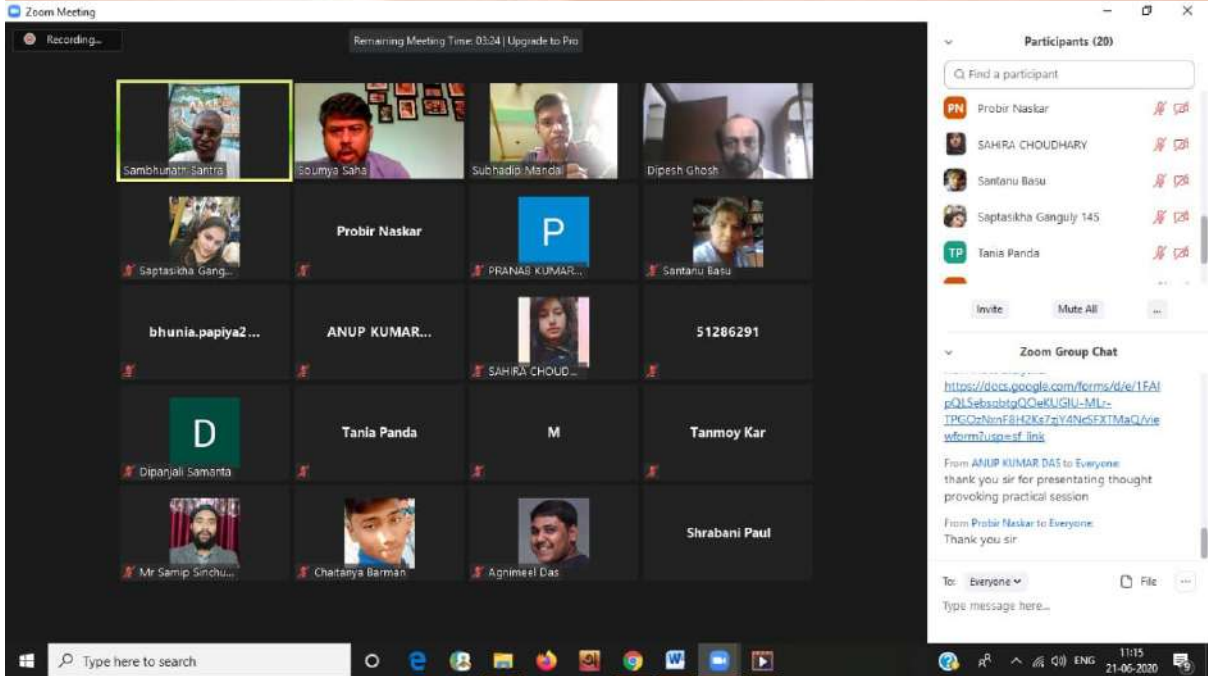 Zoom Meeting
Recording...
Remaining Meeting Time: 03:24 | Upgrade to Pro
Sambhunath Santra
Soumya Saha
Subhadip Mandal
Dipesh Ghosh
Saptasikha Gang...
Probir Naskar
P
PRANAB KUMAR...
Santanu Basu
bhunia.papiya2...
ANUP KUMAR...
SAHIRA CHOUD...
51286291
D
Dipanjali Samanta
Tania Panda
M
Tanmoy Kar
Mr Samip Sinchu...
Chaitanya Barman
Agnimeel Das
Shrabani Paul
Participants (20)
Find a participant
PN Probir Naskar
SAHIRA CHOUDHARY
Santanu Basu
Saptasikha Ganguly 145
TP Tania Panda
Invite Mute All ...
Zoom Group Chat
https://docs.google.com/forms/d/e/1FAI
wform?usp=sf_link
From ANUP KUMAR DAS to Everyone:
thank you sir for presentating thought
provoking practical session
From Probir Naskar to Everyone:
Thank you sir
To: Everyone File ...
Type message here...
Type here to search
ENG
11:15
21-06-2020